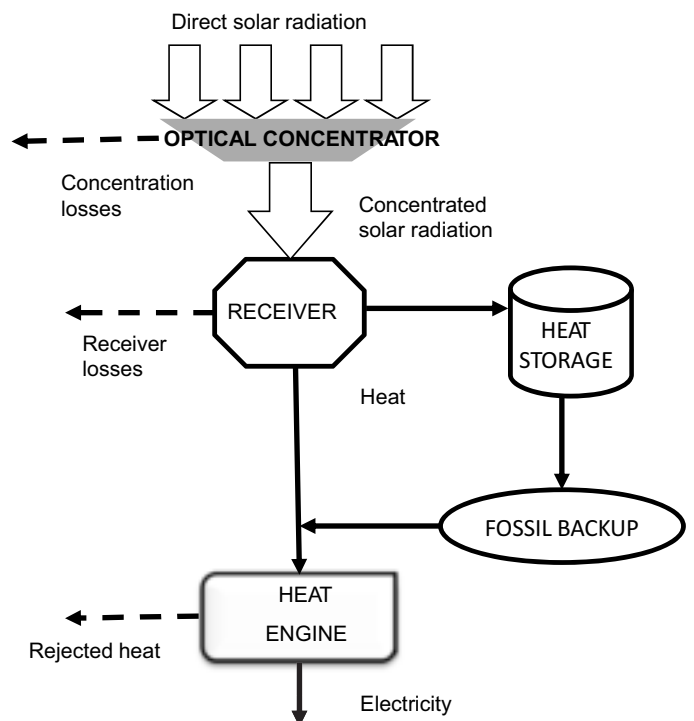 Direct solar radiation
OPTICAL CONCENTRATOR
Concentration
losses
Concentrated
solar radiation
RECEIVER
HEAT
STORAGE
Receiver
losses
Heat
FOSSIL BACKUP
HEAT
ENGINE
Rejected heat
Electricity